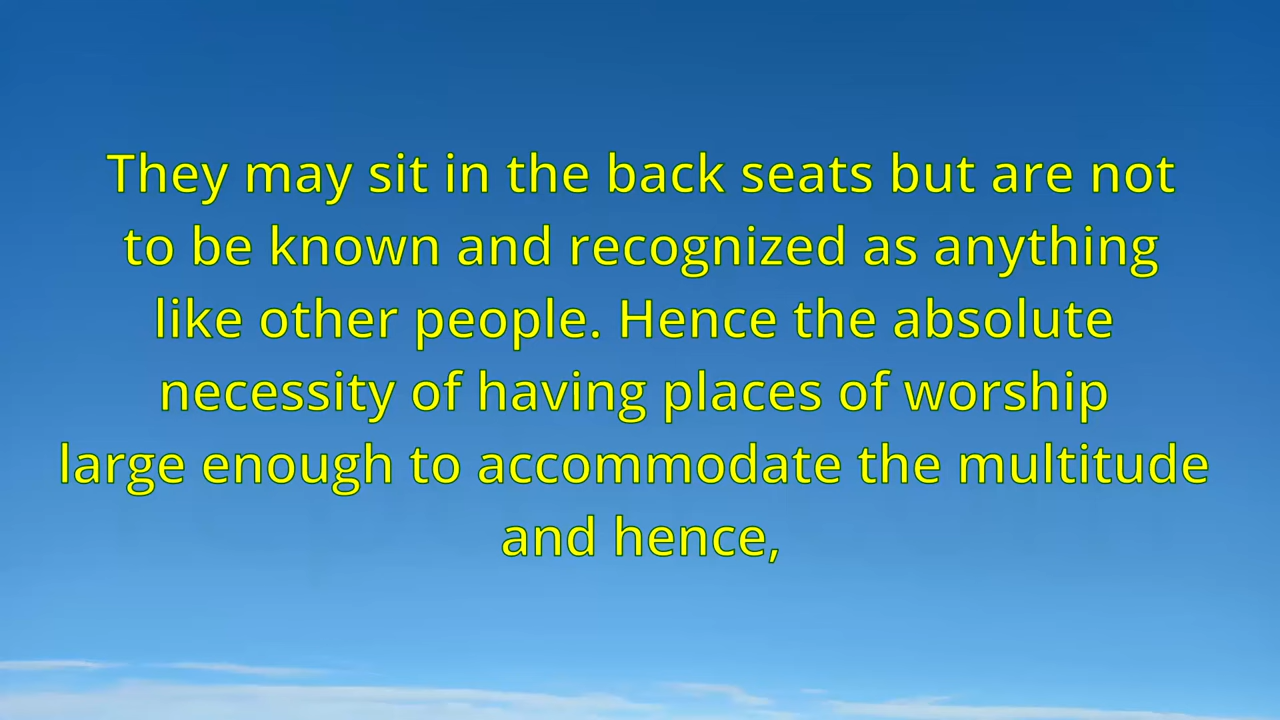 They may sit in the back seats but are not
to be known and recognized as anything
like other people. Hence the absolute
necessity of having places of worship
large enough to accommodate the multitude
and hence,